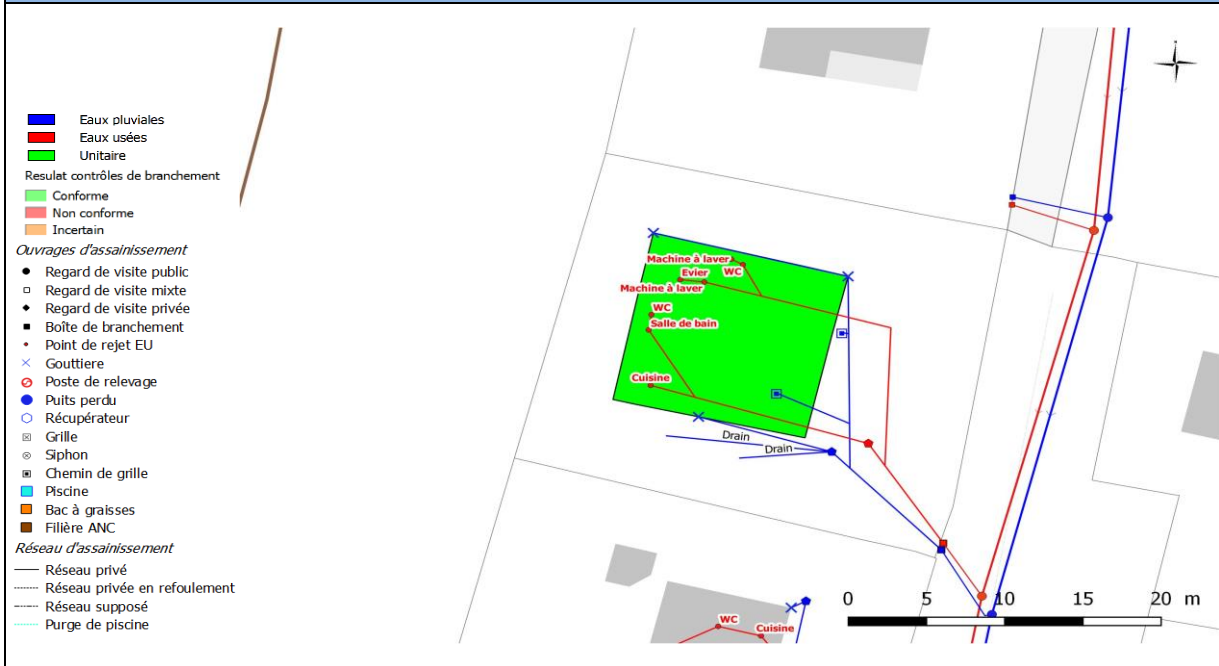 Eaux pluviales
Eaux usées
Unitaire
Resulat contrôles de branchement
Conforme
Non conforme
Incertain
Ouvrages d'assainissement
Regard de visite public
Regard de visite mixte
Regard de visite privée
Boîte de branchement
Point de rejet EU
Gouttiere
Poste de relevage
Puits perdu
Récupérateur
Grille
Siphon
Chemin de grille
Piscine
Bac à graisses
Filière ANC
Réseau d'assainissement
Réseau privé
Réseau privée en refoulement
Réseau supposé
Purge de piscine
Machine à laver
Evier WC
Machine à laver
WC
Salle de bain
Cuisine
Drain
Drain
WC
Cuisine
0 5 10 15 20 m